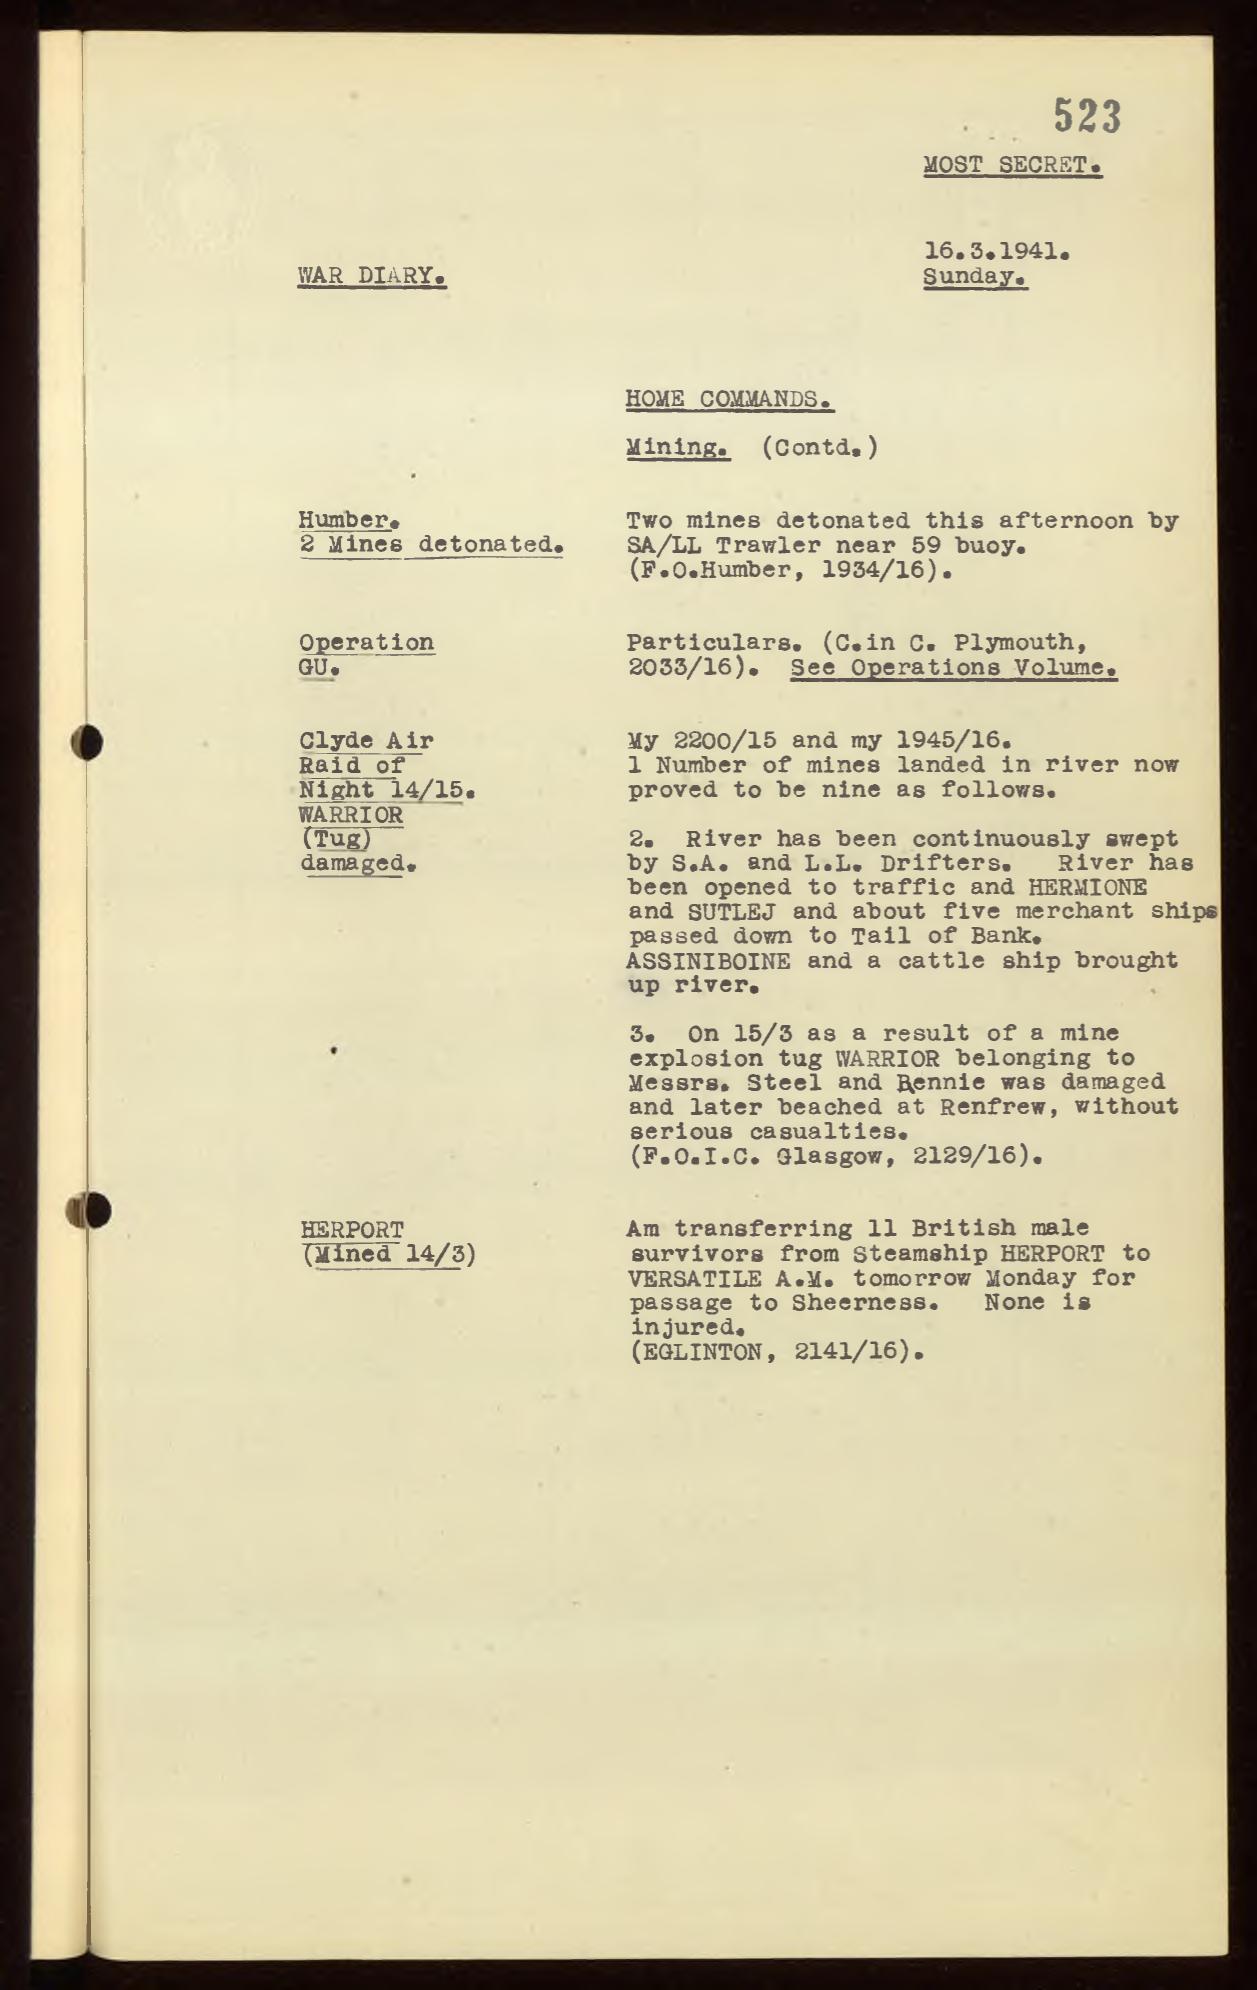 523
MOST SECRET.
16.3.1941.
WAR DIARY.
Sunday.
HOME COMMANDS.
Mining. (Contd.)
Humber.
2 Mines detonated.
Two mines detonated this afternoon by
SA/LL Trawler near 59 buoy.
(F.O.Humber, 1934/16).
Operation
GU.
Particulars. (C.in C. Plymouth,
2033/16). See Operations Volume.
Clyde Air
Raid of
Night 14/15.
WARRIOR
(Tug)
damaged.
My 2200/15 and my 1945/16.
1 Number of mines landed in river now
proved to be nine as follows.
2. River has been continuously swept
by S.A. and L.L. Drifters. River has
been opened to traffic and HERMIONE
and SUTLEJ and about five merchant ships
passed down to Tail of Bank.
ASSINIBOINE and a cattle ship brought
up river.
3. On 15/3 as a result of a mine
explosion tug WARRIOR belonging to
Messrs. Steel and Rennie was damaged
and later beached at Renfrew, without
serious casualties.
(F.O.I.C. Glasgow, 2129/16).
HERPORT
(Mined 14/3)
Am transferring 11 British male
survivors from Steamship HERPORT to
VERSATILE A.M. tomorrow Monday for
passage to Sheerness. None is
injured.
(EGLINTON, 2141/16).